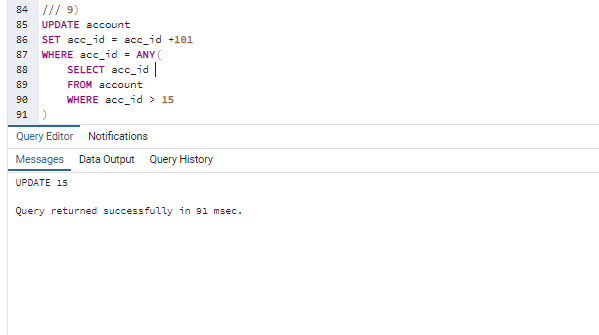 84 /// 9)
85 UPDATE account
86 SET acc_id = acc_id +101
87 WHERE acc_id = ANY(
88 SELECT acc_id
89 FROM account
90 WHERE acc_id > 15
91 )
Query Editor Notifications
Messages Data Output Query History
UPDATE 15
Query returned successfully in 91 msec.